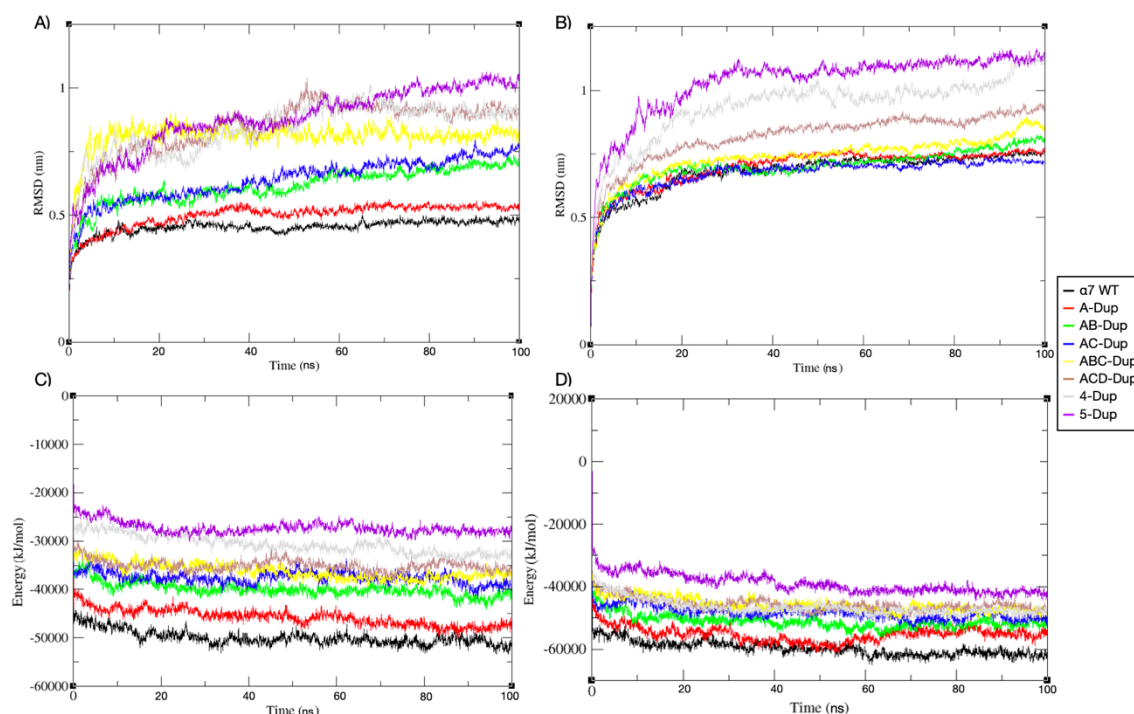 A)
B)
1
0.5
0
RMSD (nm)
0 20 40 60 80 100
Time (ns)
1
0.5
0
RMSD (nm)
0 20 40 60 80 100
Time (ns)
α7 WT
A-Dup
AB-Dup
AC-Dup
ABC-Dup
ACD-Dup
4-Dup
5-Dup
C)
D)
0
-10000
-20000
-30000
-40000
-50000
-60000
Energy (kJ/mol)
0 20 40 60 80 100
Time (ns)
20000
0
-20000
-40000
-60000
Energy (kJ/mol)
0 20 40 60 80 100
Time (ns)